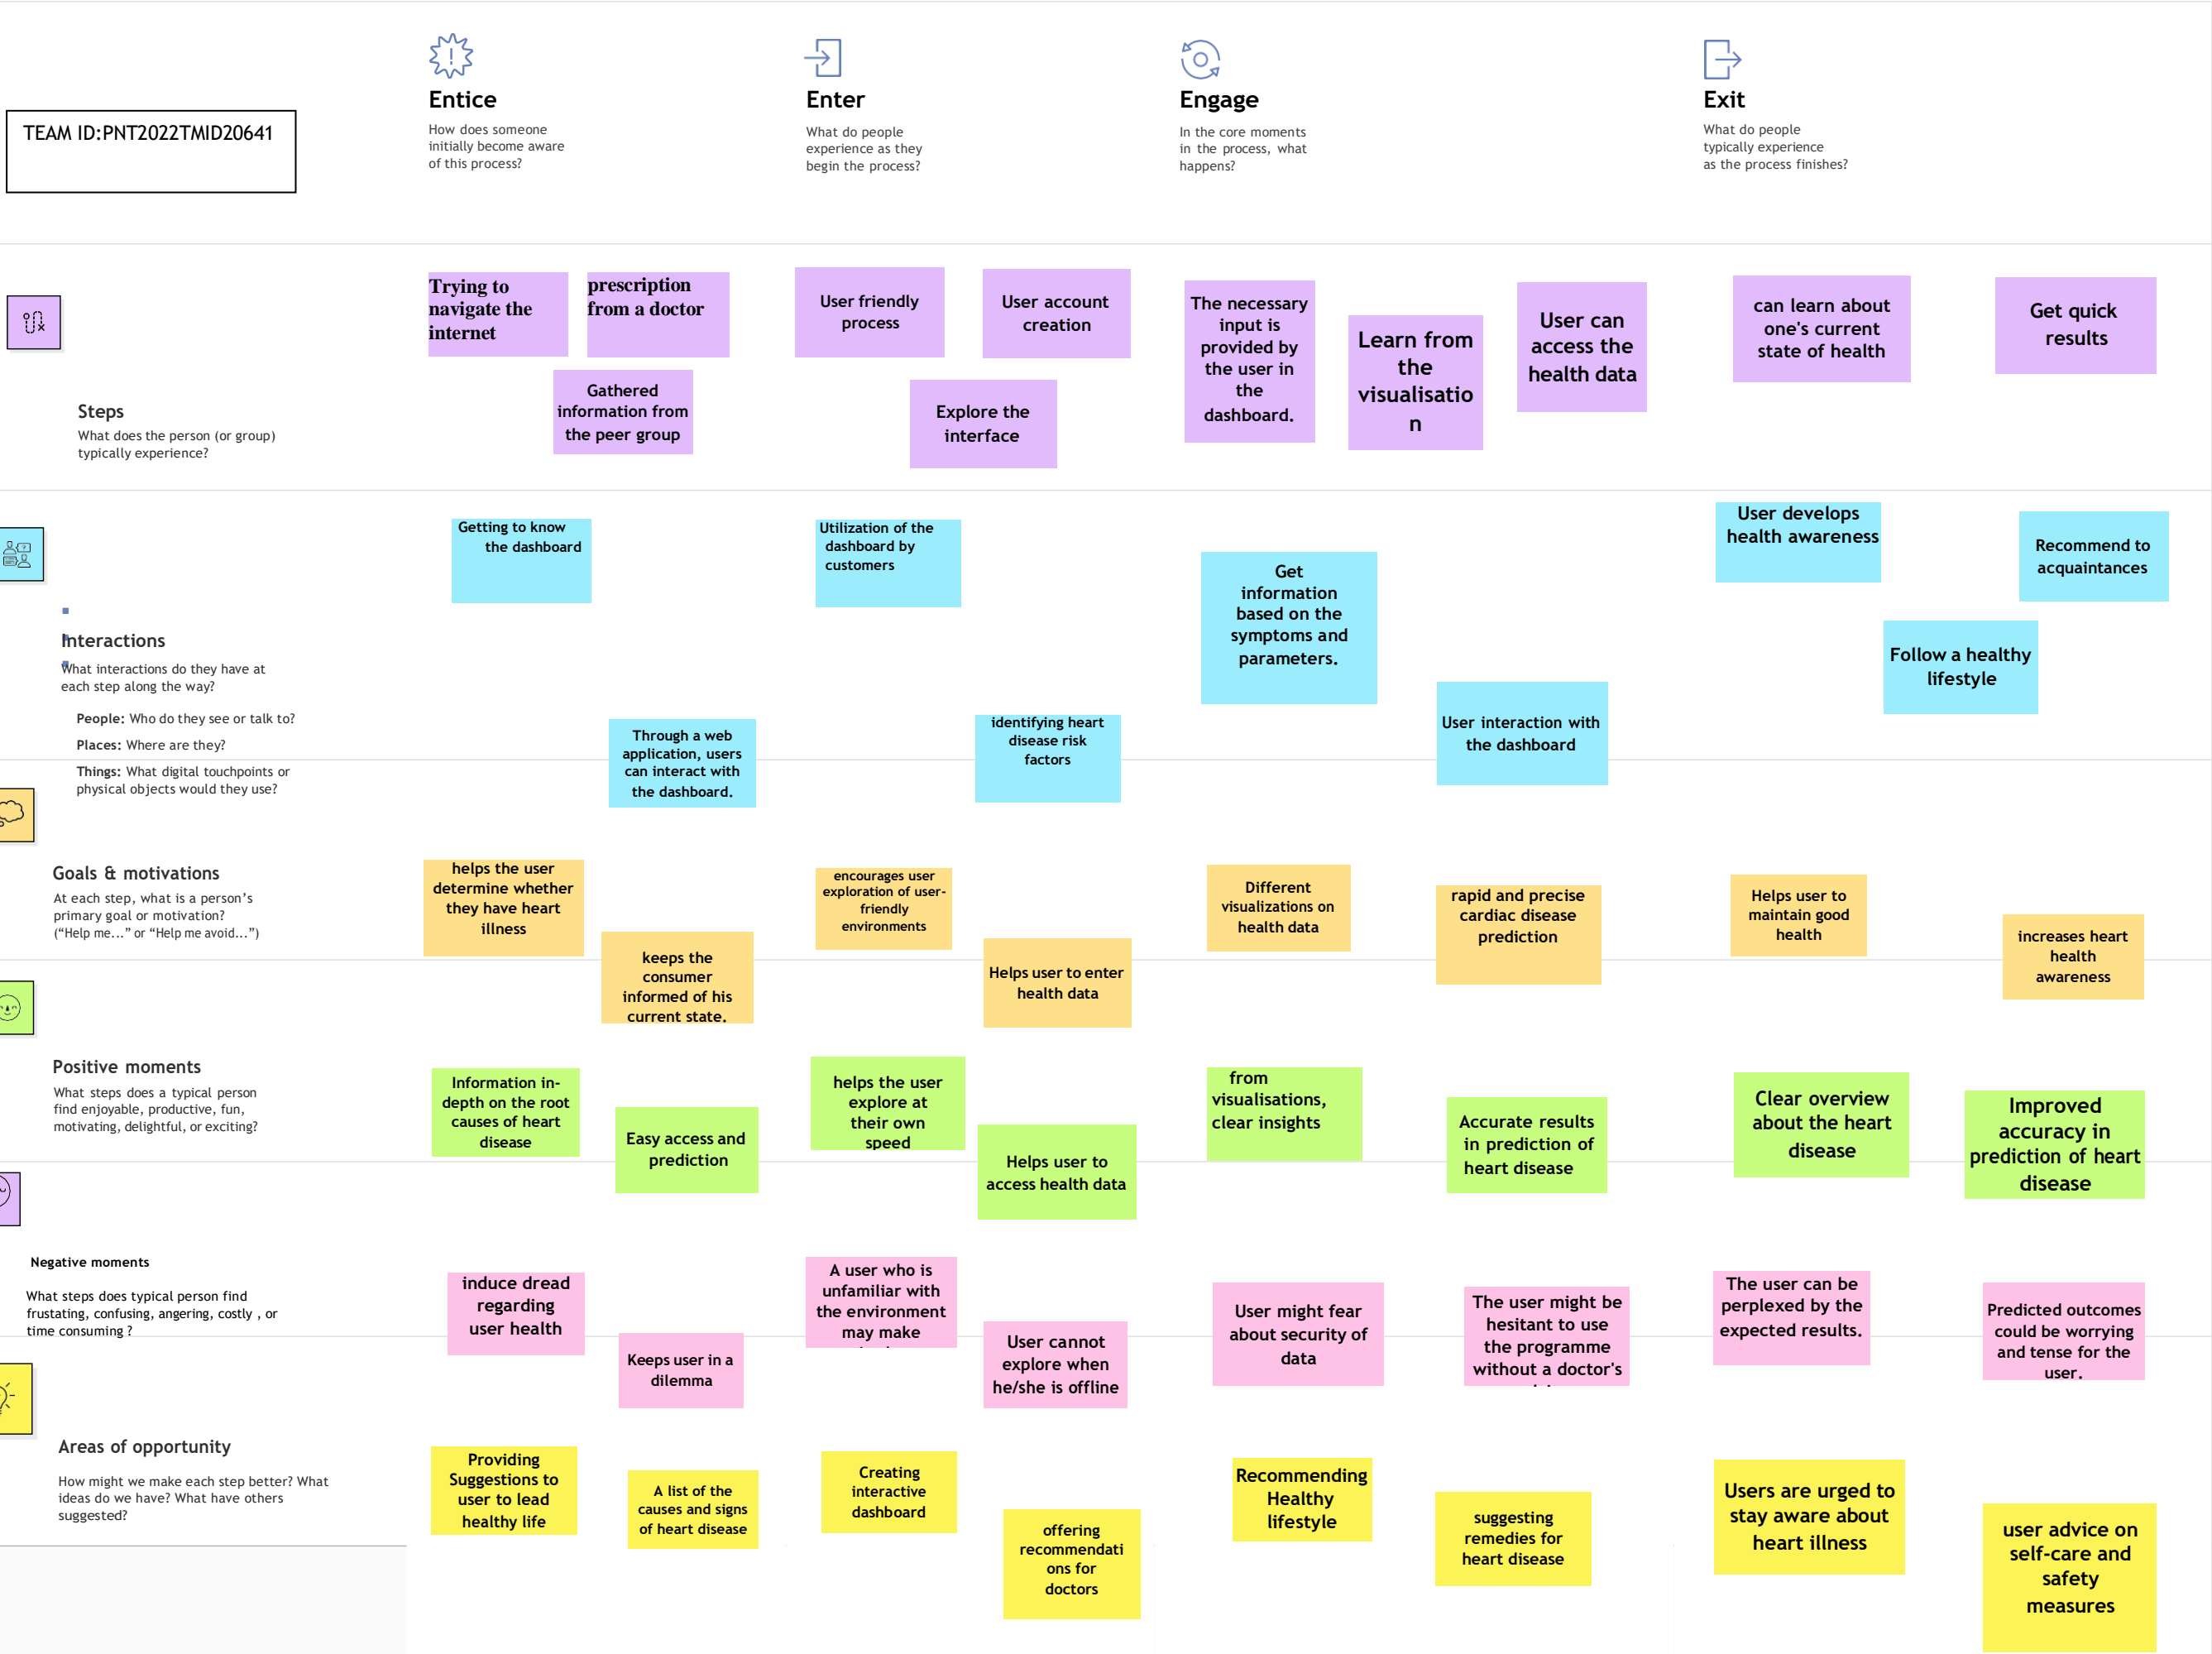 TEAM ID:PNT2022TMID20641
Entice
How does someone
initially become aware
of this process?
Enter
What do people
experience as they
begin the process?
Engage
In the core moments
in the process, what
happens?
Exit
What do people
typically experience
as the process finishes?
Steps
What does the person (or group)
typically experience?
Trying to
navigate the
internet
prescription
from a doctor
Gathered
information from
the peer group
User friendly
process
User account
creation
Explore the
interface
The necessary
input is
provided by
the user in
the
dashboard.
Learn from
the
visualisatio
n
User can
access the
health data
can learn about
one's current
state of health
Get quick
results
Interactions
What interactions do they have at
each step along the way?
People: Who do they see or talk to?
Places: Where are they?
Things: What digital touchpoints or
physical objects would they use?
Getting to know
the dashboard
Through a web
application, users
can interact with
the dashboard.
Utilization of the
dashboard by
customers
identifying heart
disease risk
factors
Get
information
based on the
symptoms and
parameters.
User interaction with
the dashboard
User develops
health awareness
Recommend to
acquaintances
Follow a healthy
lifestyle
Goals & motivations
At each step, what is a person’s
primary goal or motivation?
(“Help me...” or “Help me avoid...”)
helps the user
determine whether
they have heart
illness
keeps the
consumer
informed of his
current state.
encourages user
exploration of user-
friendly
environments
Helps user to enter
health data
Different
visualizations on
health data
rapid and precise
cardiac disease
prediction
Helps user to
maintain good
health
increases heart
health
awareness
Positive moments
What steps does a typical person
find enjoyable, productive, fun,
motivating, delightful, or exciting?
Information in-
depth on the root
causes of heart
disease
Easy access and
prediction
helps the user
explore at
their own
speed
Helps user to
access health data
from
visualisations,
clear insights
Accurate results
in prediction of
heart disease
Clear overview
about the heart
disease
Improved
accuracy in
prediction of heart
disease
Negative moments
What steps does typical person find
frustating, confusing, angering, costly , or
time consuming ?
induce dread
regarding
user health
Keeps user in a
dilemma
A user who is
unfamiliar with
the environment
may make
User cannot
explore when
he/she is offline
User might fear
about security of
data
The user might be
hesitant to use
the programme
without a doctor's
The user can be
perplexed by the
expected results.
Predicted outcomes
could be worrying
and tense for the
user.
Areas of opportunity
How might we make each step better? What
ideas do we have? What have others
suggested?
Providing
Suggestions to
user to lead
healthy life
A list of the
causes and signs
of heart disease
Creating
interactive
dashboard
offering
recommendati
ons for
doctors
Recommending
Healthy
lifestyle
suggesting
remedies for
heart disease
Users are urged to
stay aware about
heart illness
user advice on
self-care and
safety
measures